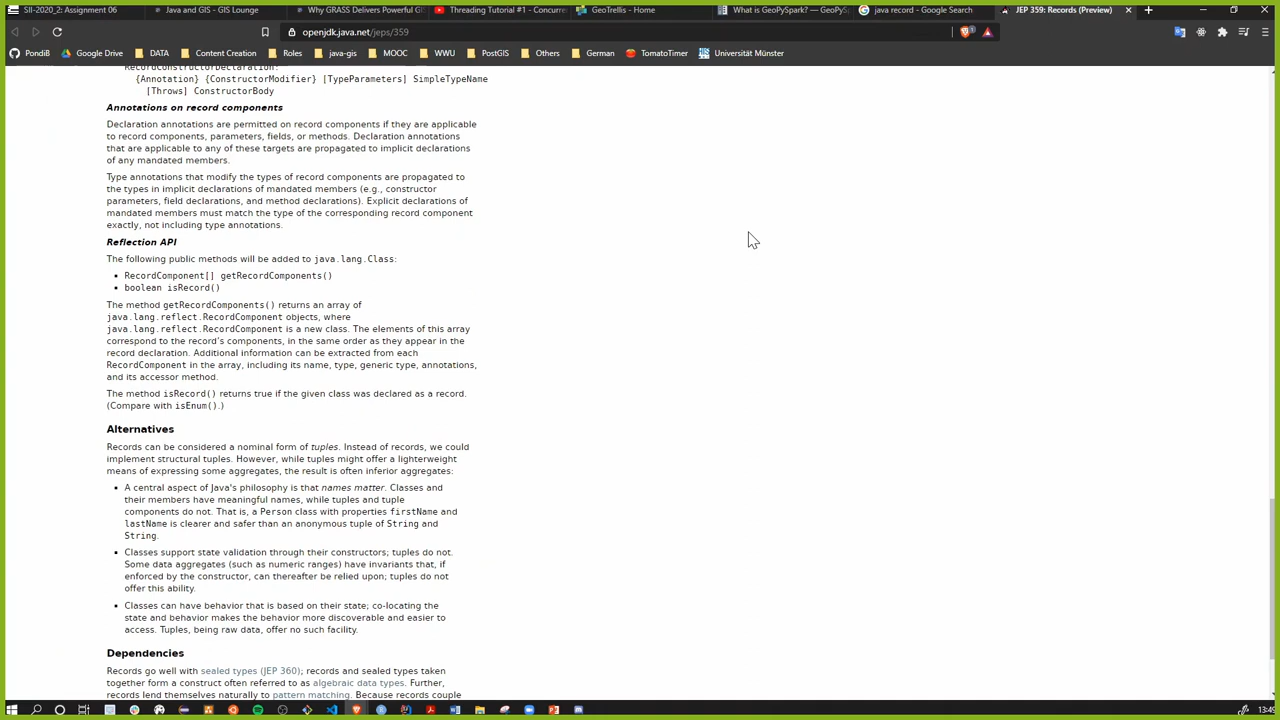 SII-2020_2: Assignment 06
Java and GIS - GIS Lounge
Why GRASS Delivers Powerful G
Threading Tutorial #1 - Concurre
GeoTrellis - Home
What is GeoPySpark? — GeoPyS
java record - Google Search
JEP 359: Records (Preview)
openjdk.java.net/jeps/359
PondiB
Google Drive
DATA
Content Creation
Roles
java-gis
MOOC
WWU
PostGIS
Others
German
TomatoTimer
Universität Münster
RecordConstructorDeclaration:
{Annotation} {ConstructorModifier} [TypeParameters] SimpleTypeName
[Throws] ConstructorBody
Annotations on record components
Declaration annotations are permitted on record components if they are applicable
to record components, parameters, fields, or methods. Declaration annotations
that are applicable to any of these targets are propagated to implicit declarations
of any mandated members.
Type annotations that modify the types of record components are propagated to
the types in implicit declarations of mandated members (e.g., constructor
parameters, field declarations, and method declarations). Explicit declarations of
mandated members must match the type of the corresponding record component
exactly, not including type annotations.
Reflection API
The following public methods will be added to java.lang.Class:
• RecordComponent[] getRecordComponents()
• boolean isRecord()
The method getRecordComponents() returns an array of
java.lang.reflect.RecordComponent objects, where
java.lang.reflect.RecordComponent is a new class. The elements of this array
correspond to the record's components, in the same order as they appear in the
record declaration. Additional information can be extracted from each
RecordComponent in the array, including its name, type, generic type, annotations,
and its accessor method.
The method isRecord() returns true if the given class was declared as a record.
(Compare with isEnum().)
Alternatives
Records can be considered a nominal form of tuples. Instead of records, we could
implement structural tuples. However, while tuples might offer a lighterweight
means of expressing some aggregates, the result is often inferior aggregates:
• A central aspect of Java's philosophy is that names matter. Classes and
their members have meaningful names, while tuples and tuple
components do not. That is, a Person class with properties firstName and
lastName is clearer and safer than an anonymous tuple of String and
String.
• Classes support state validation through their constructors; tuples do not.
Some data aggregates (such as numeric ranges) have invariants that, if
enforced by the constructor, can thereafter be relied upon; tuples do not
offer this ability.
• Classes can have behavior that is based on their state; co-locating the
state and behavior makes the behavior more discoverable and easier to
access. Tuples, being raw data, offer no such facility.
Dependencies
Records go well with sealed types (JEP 360); records and sealed types taken
together form a construct often referred to as algebraic data types. Further,
records lend themselves naturally to pattern matching. Because records couple
13:49